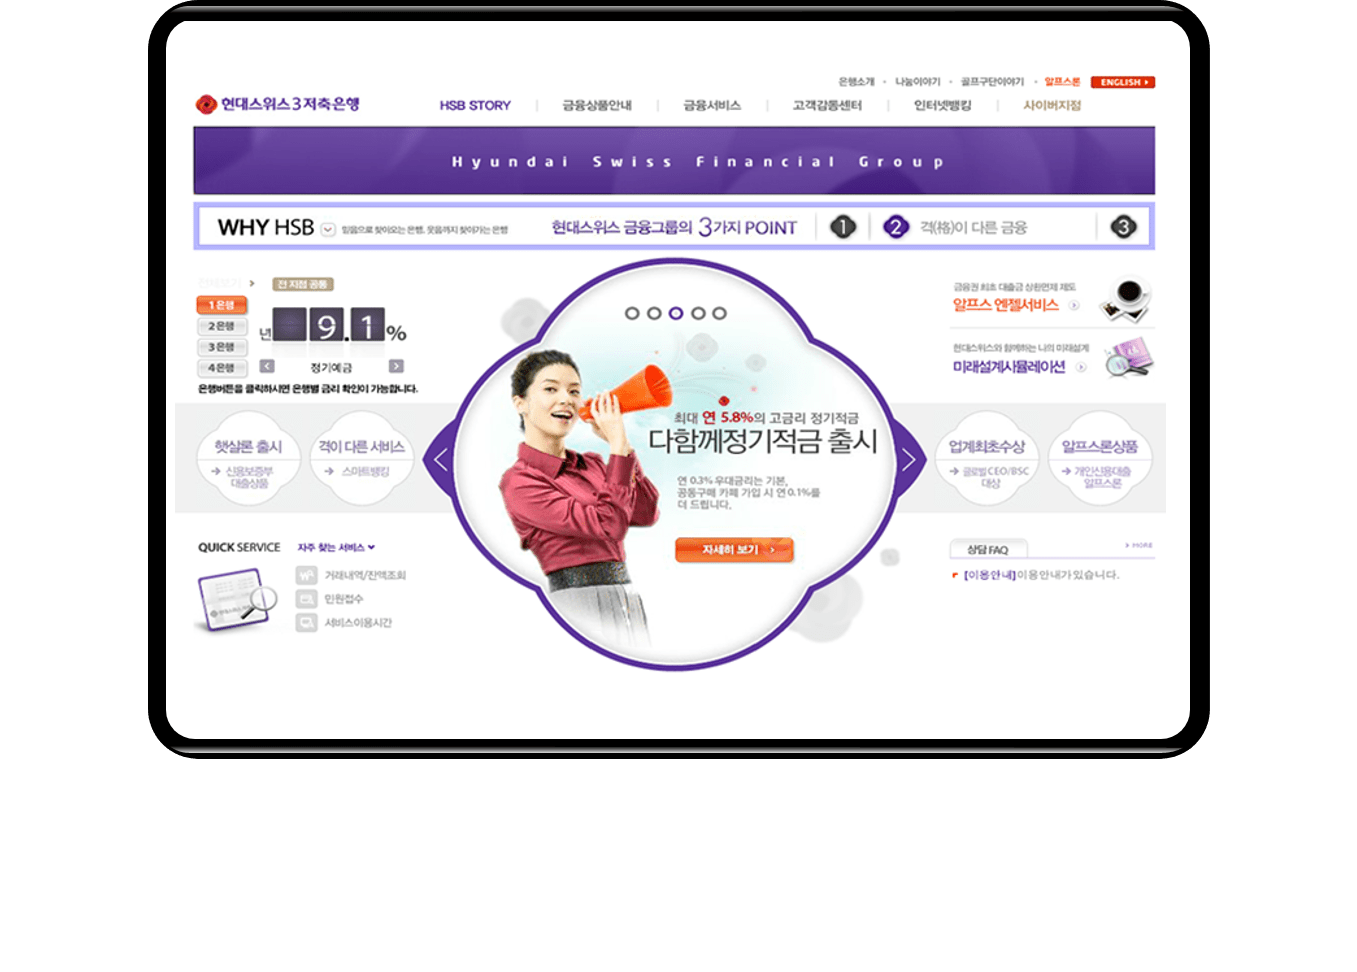 은행소개 • 나눔이야기 • 골프구단이야기 • 알프스론 ENGLISH
현대스위스3저축은행 HSB STORY 금융상품안내 금융서비스 고객감동센터 인터넷뱅킹 사이버지점
Hyundai Swiss Financial Group
WHY HSB 믿음으로 찾아오는 은행, 웃음까지 찾아가는 은행 현대스위스 금융그룹의 3가지 POINT 1 2 격(格)이 다른 금융 3
전 지점 공통
1은행
2은행
3은행
4은행
년 9.1%
정기예금
은행버튼을 클릭하시면 은행별 금리 확인이 가능합니다.
금융권 최초 대출금 상환면제 제도
알프스 엔젤서비스
현대스위스와 함께하는 나의 미래설계
미래설계시뮬레이션
햇살론 출시
신용보증부
대출상품
격이 다른 서비스
스마트뱅킹
최대 연 5.8%의 고금리 정기적금
다함께정기적금 출시
연 0.3% 우대금리는 기본,
공동구매 카페 가입 시 연 0.1%를
더 드립니다.
자세히 보기
업계최초수상
글로벌 CEO/BSC
대상
알프스론상품
개인신용대출
알프스론
QUICK SERVICE 자주 찾는 서비스
거래내역/잔액조회
민원접수
서비스이용시간
상담 FAQ MORE
[이용안내]이용안내가 있습니다.